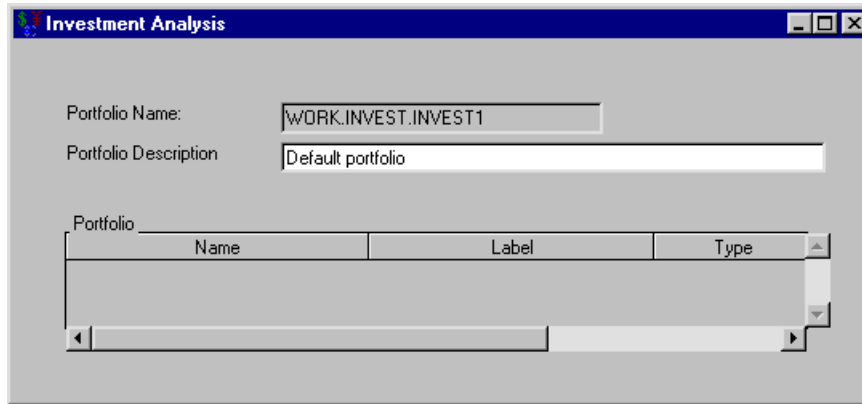 Investment Analysis
Portfolio Name: WORK.INVEST.INVEST1
Portfolio Description Default portfolio
Portfolio
Name Label Type